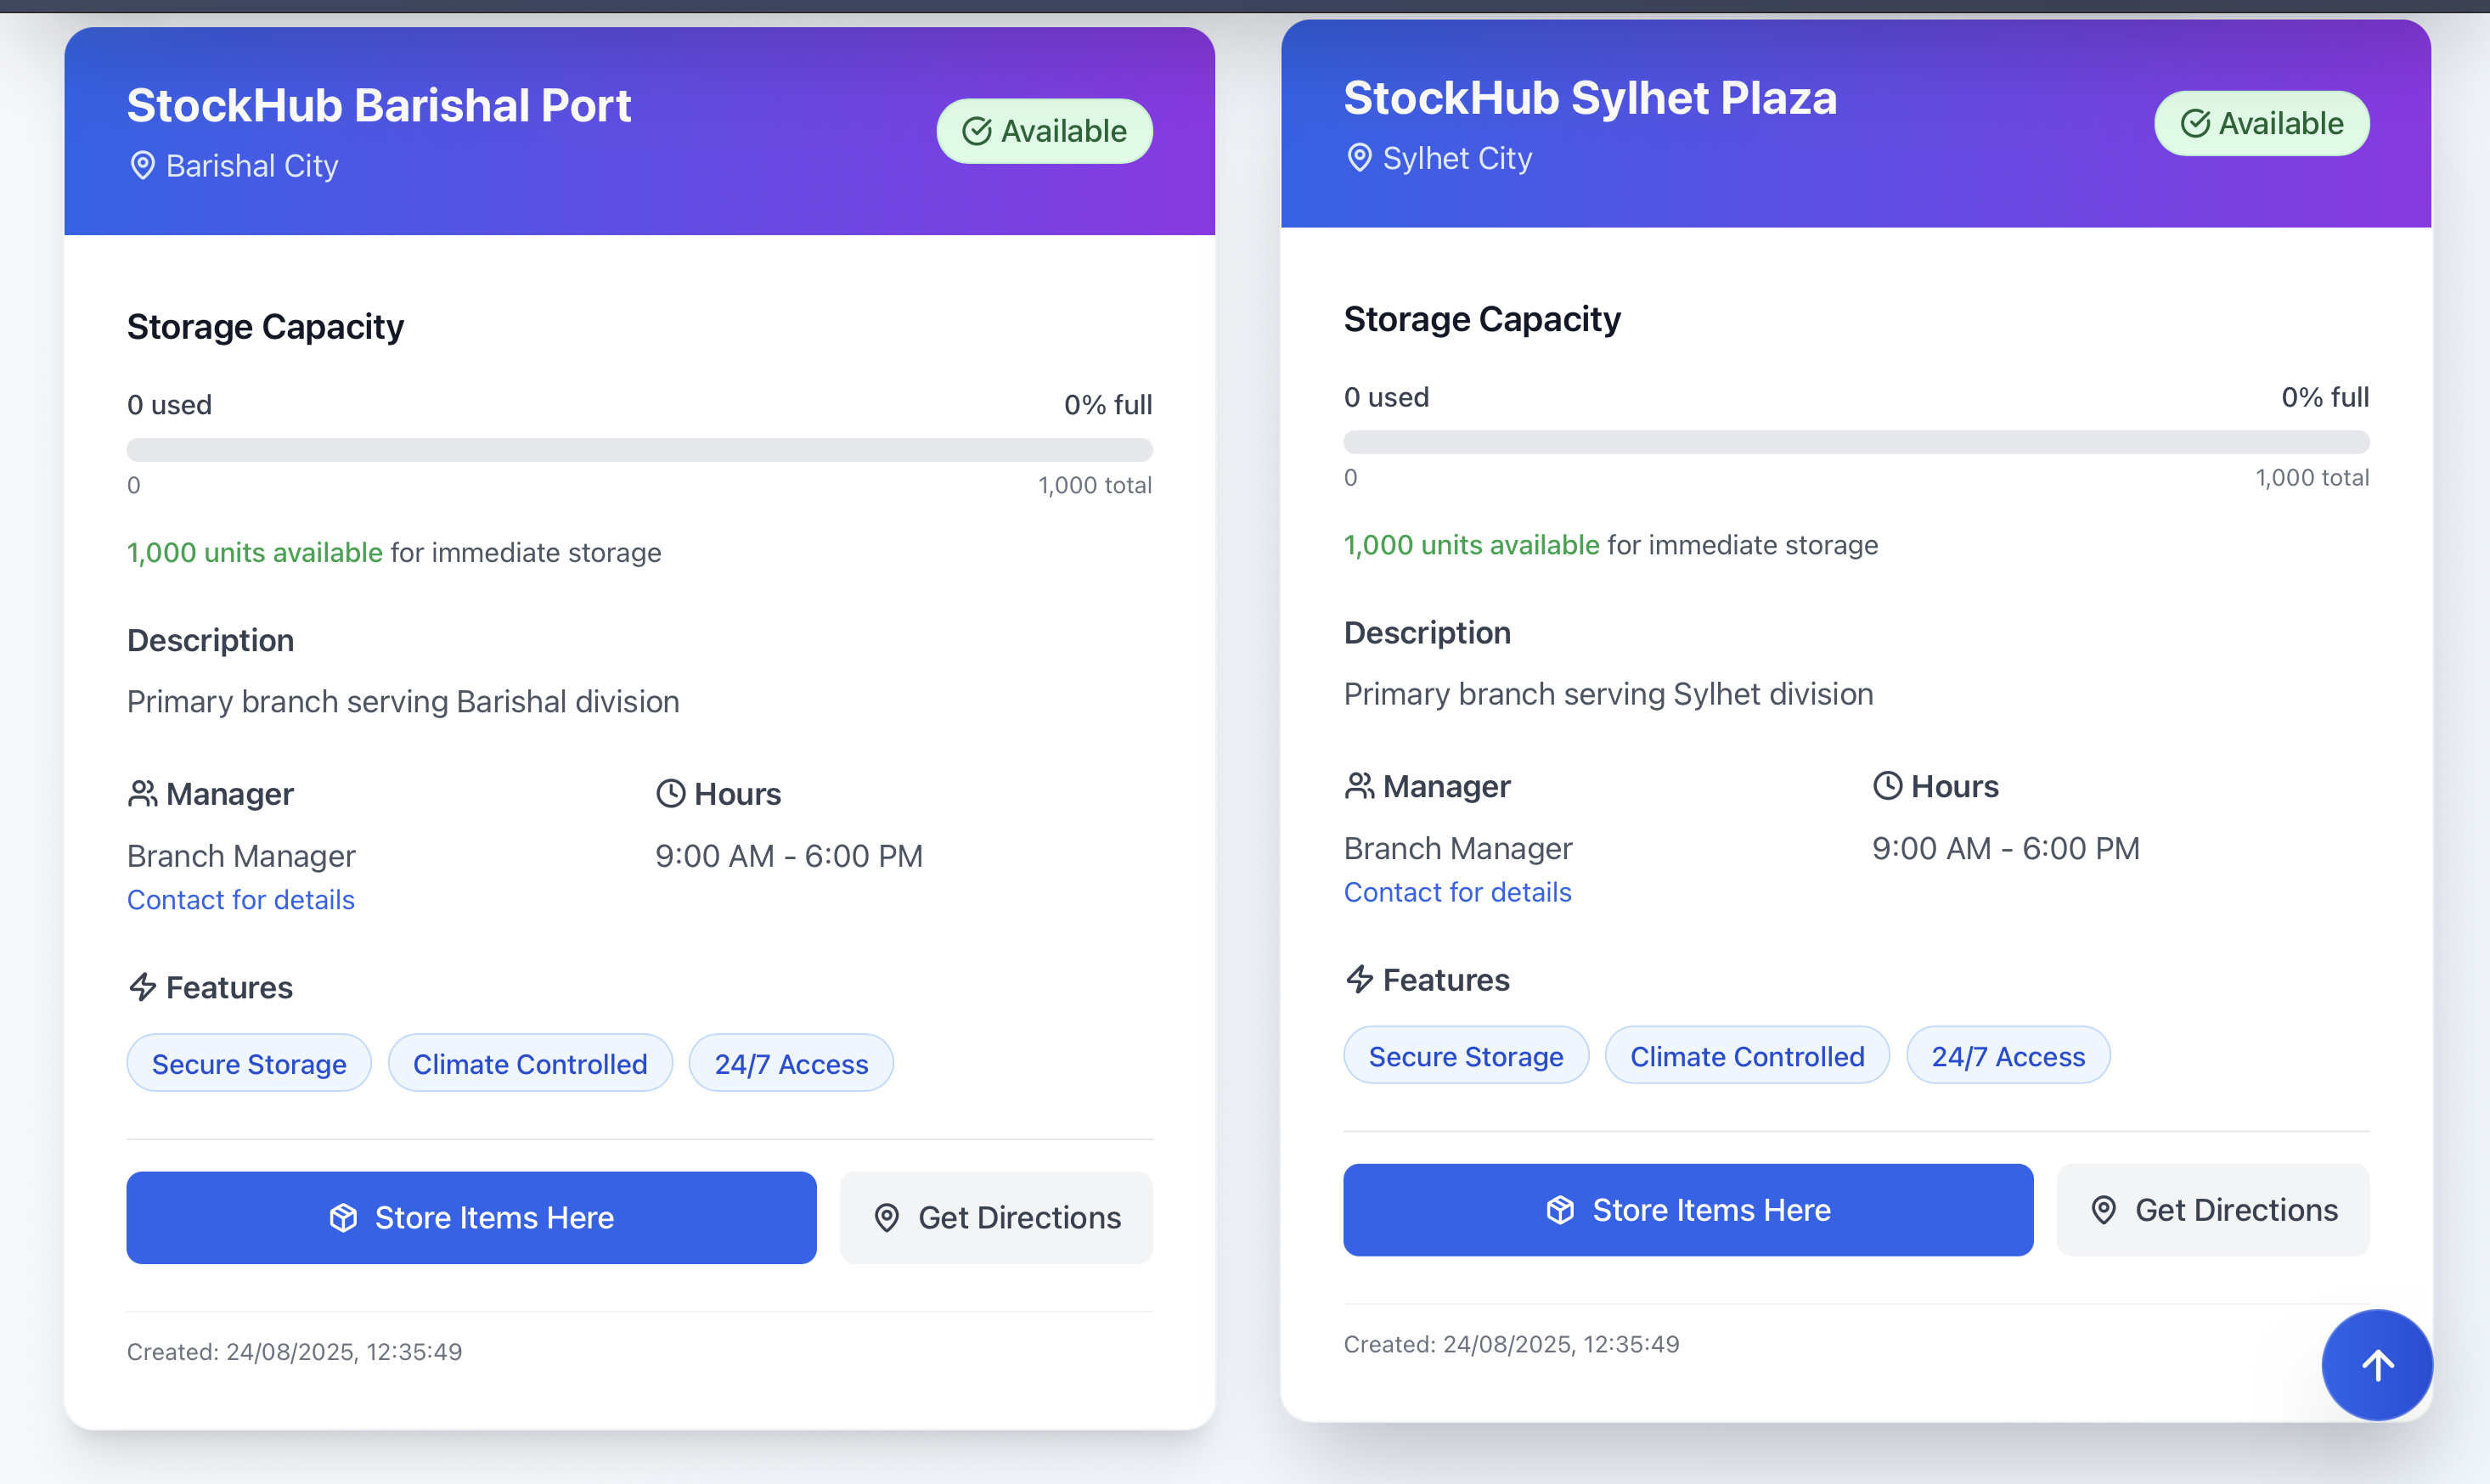 StockHub Barishal Port
Barishal City
Available
Storage Capacity
0 used
0% full
0
1,000 total
1,000 units available for immediate storage
Description
Primary branch serving Barishal division
Manager
Hours
Branch Manager
9:00 AM - 6:00 PM
Contact for details
Features
Secure Storage
Climate Controlled
24/7 Access
Store Items Here
Get Directions
Created: 24/08/2025, 12:35:49
StockHub Sylhet Plaza
Sylhet City
Available
Storage Capacity
0 used
0% full
0
1,000 total
1,000 units available for immediate storage
Description
Primary branch serving Sylhet division
Manager
Hours
Branch Manager
9:00 AM - 6:00 PM
Contact for details
Features
Secure Storage
Climate Controlled
24/7 Access
Store Items Here
Get Directions
Created: 24/08/2025, 12:35:49